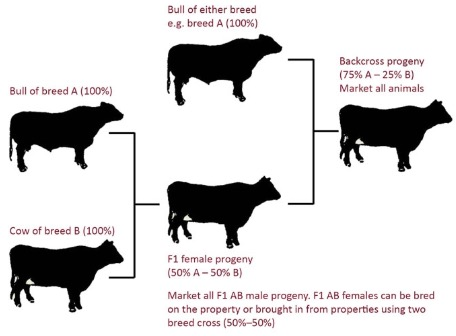 Bull of either breed
e.g. breed A (100%)
Backcross progeny
(75% A – 25% B)
Market all animals
Bull of breed A (100%)
Cow of breed B (100%)
F1 female progeny
(50% A – 50% B)
Market all F1 AB male progeny. F1 AB females can be bred
on the property or brought in from properties using two
breed cross (50%–50%)